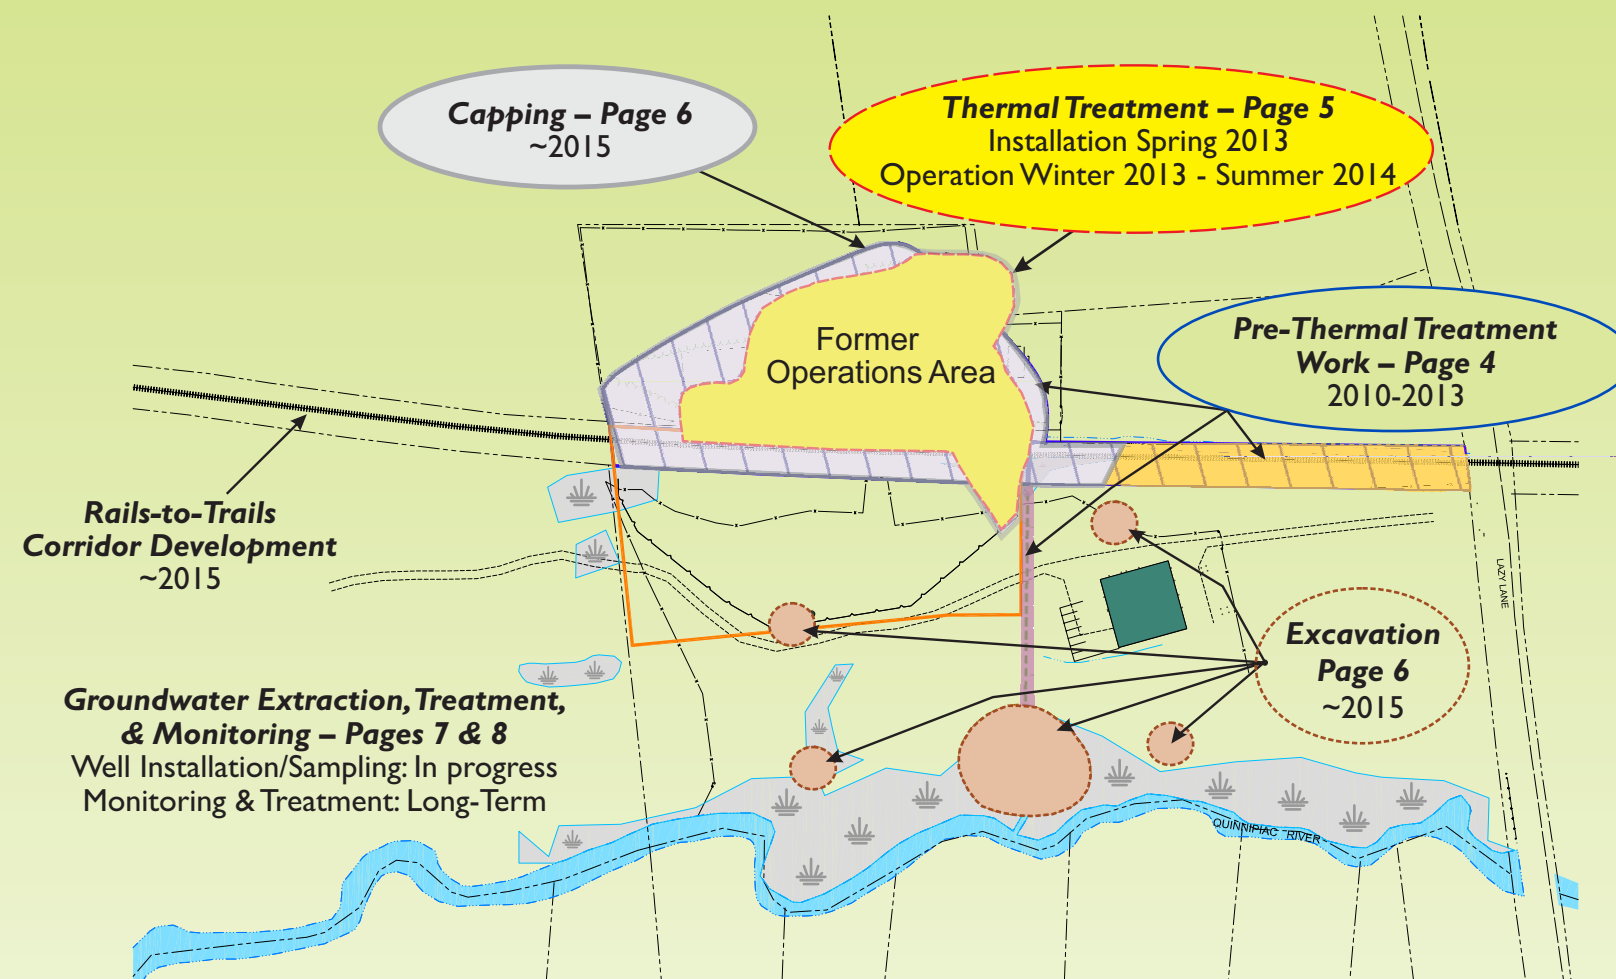 Capping – Page 6
~2015
Thermal Treatment – Page 5
Installation Spring 2013
Operation Winter 2013 - Summer 2014
Pre-Thermal Treatment
Work – Page 4
2010-2013
Former
Operations Area
Rails-to-Trails
Corridor Development
~2015
LAZY LANE
Excavation
Page 6
~2015
Groundwater Extraction, Treatment,
& Monitoring – Pages 7 & 8
Well Installation/Sampling: In progress
Monitoring & Treatment: Long-Term
QUINNIPIAC RIVER